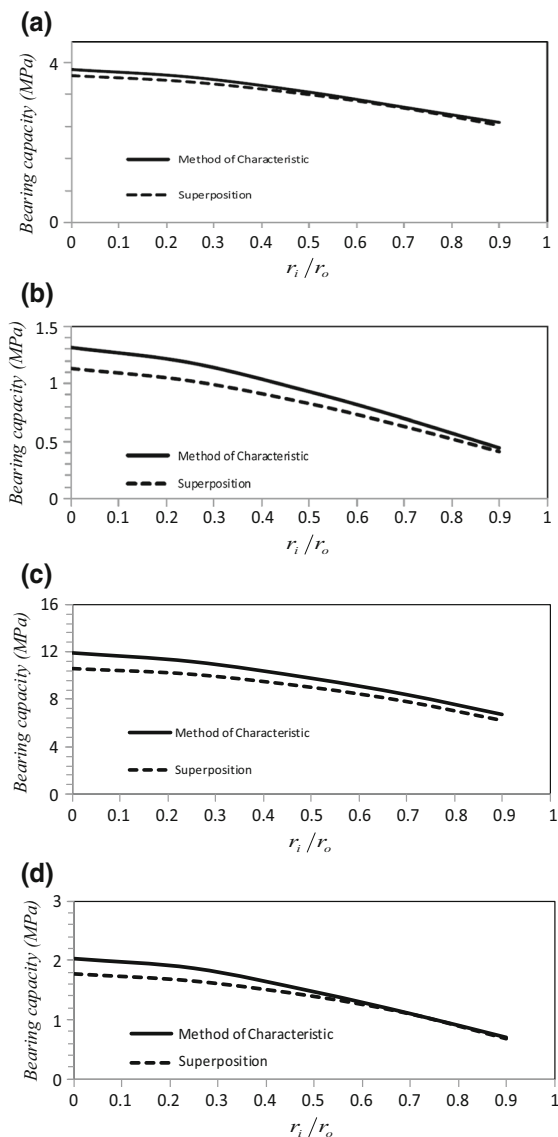 (a)
Bearing capacity (MPa)
4
0
Method of Characteristic
Superposition
0 0.1 0.2 0.3 0.4 0.5 0.6 0.7 0.8 0.9 1
r_i/r_o
(b)
Bearing capacity (MPa)
1.5
1
0.5
0
Method of Characteristic
Superposition
0 0.1 0.2 0.3 0.4 0.5 0.6 0.7 0.8 0.9 1
r_i/r_o
(c)
Bearing capacity (MPa)
16
12
8
4
0
Method of Characteristic
Superposition
0 0.1 0.2 0.3 0.4 0.5 0.6 0.7 0.8 0.9 1
r_i/r_o
(d)
Bearing capacity (MPa)
3
2
1
0
Method of Characteristic
Superposition
0 0.1 0.2 0.3 0.4 0.5 0.6 0.7 0.8 0.9 1
r_i/r_o